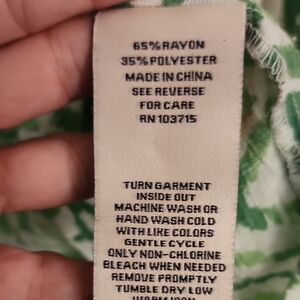 65% RAYON
35% POLYESTER
MADE IN CHINA
SEE REVERSE
FOR CARE
RN 103715
TURN GARMENT
INSIDE OUT
MACHINE WASH OR
HAND WASH COLD
WITH LIKE COLORS
GENTLE CYCLE
ONLY NON-CHLORINE
BLEACH WHEN NEEDED
REMOVE PROMPTLY
TUMBLE DRY LOW
WARM IRON